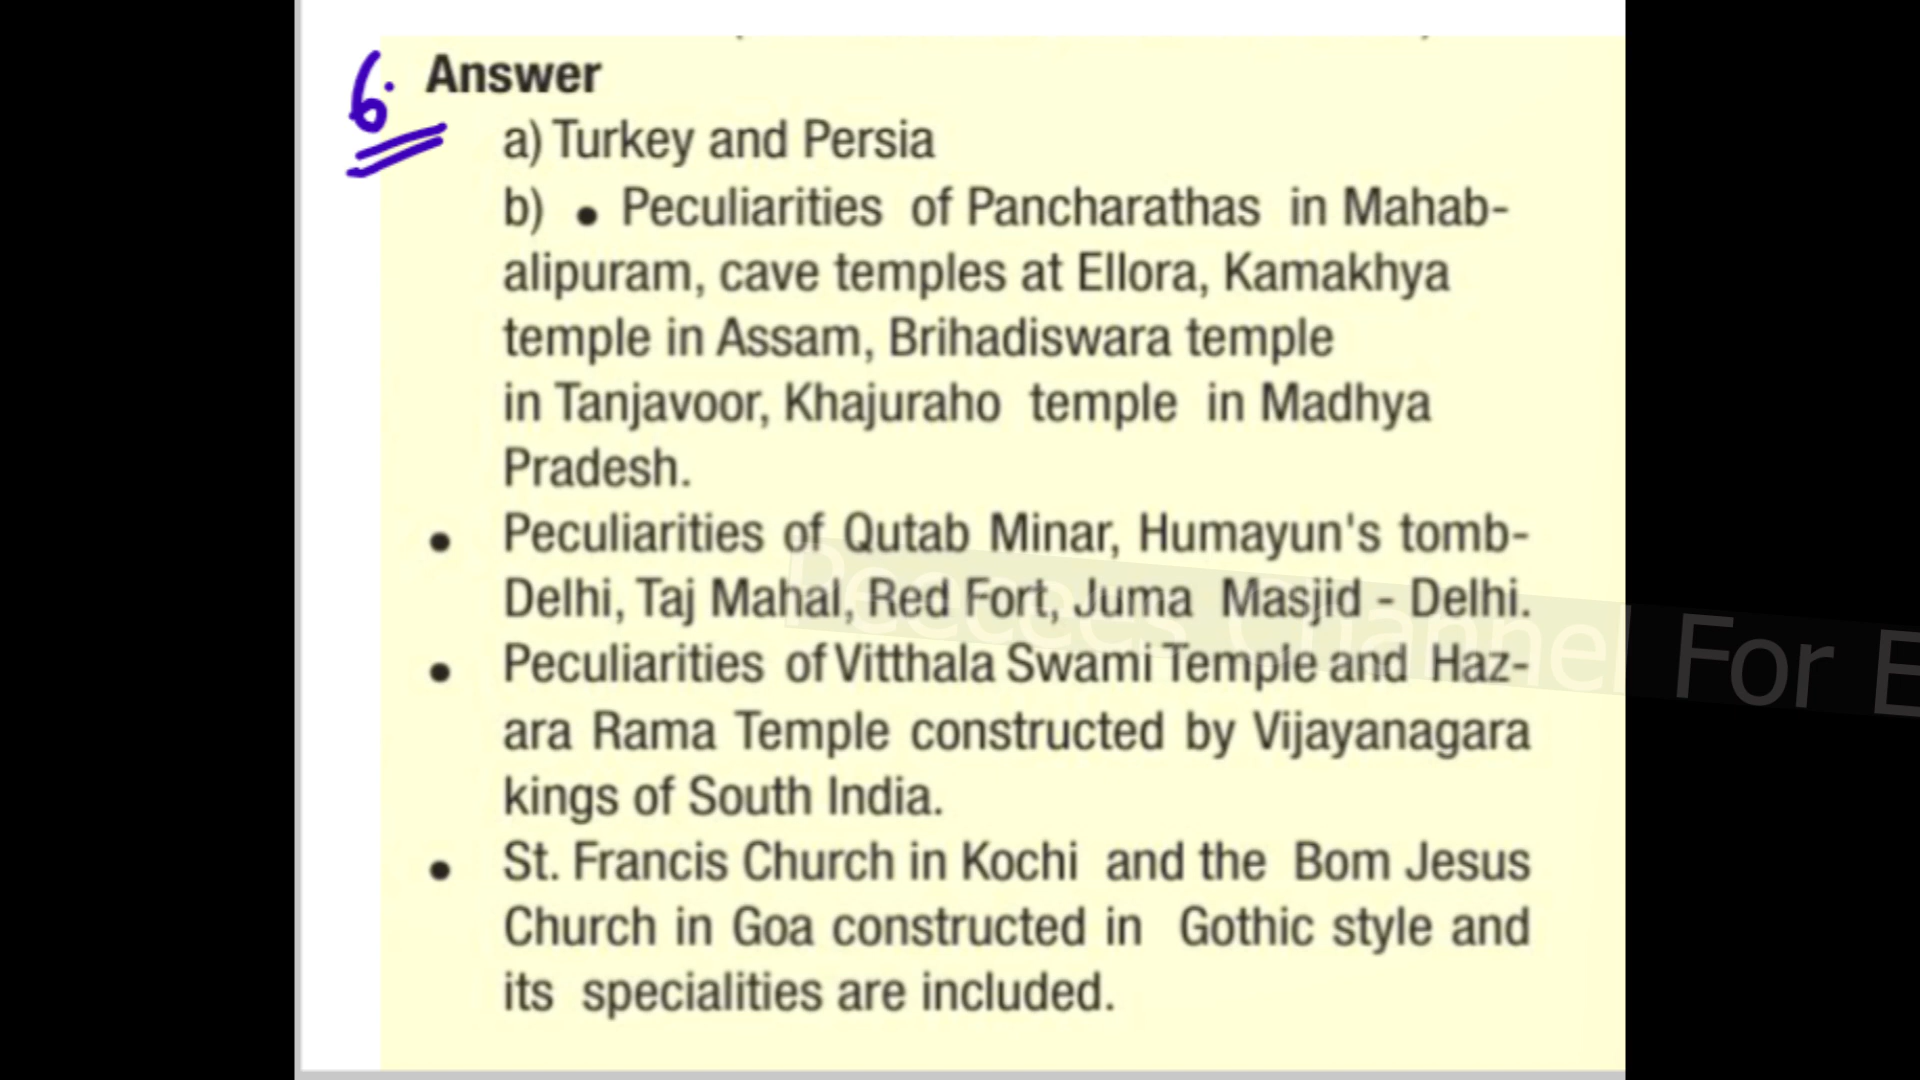 6.
Answer
a) Turkey and Persia
b) • Peculiarities of Pancharathas in Mahab-
alipuram, cave temples at Ellora, Kamakhya
temple in Assam, Brihadiswara temple
in Tanjavoor, Khajuraho temple in Madhya
Pradesh.
• Peculiarities of Qutab Minar, Humayun's tomb-
Delhi, Taj Mahal, Red Fort, Juma Masjid - Delhi.
• Peculiarities of Vitthala Swami Temple and Haz-
ara Rama Temple constructed by Vijayanagara
kings of South India.
• St. Francis Church in Kochi and the Bom Jesus
Church in Goa constructed in Gothic style and
its specialities are included.
Channel For E